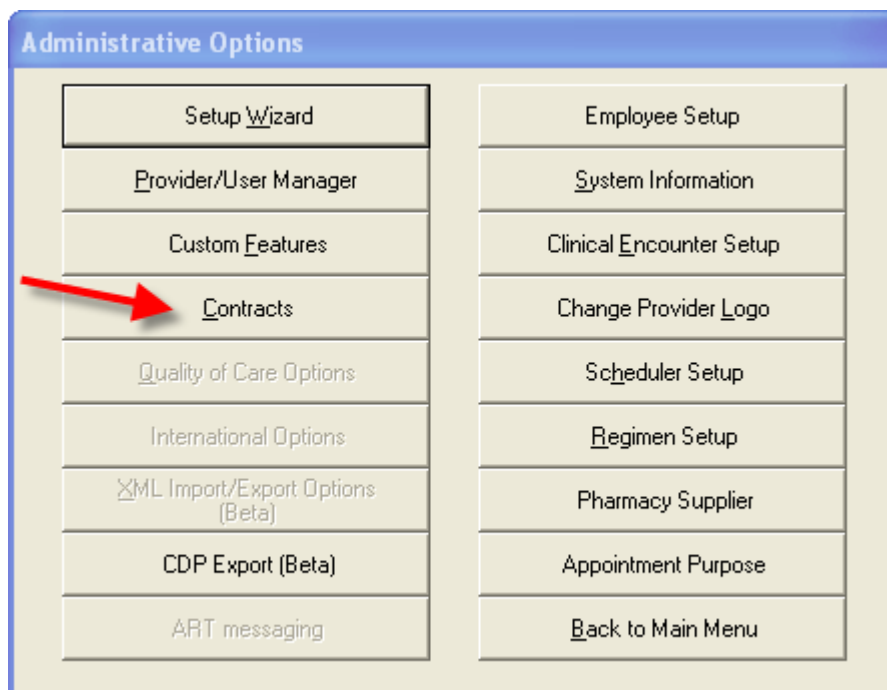 Administrative Options
Setup Wizard
Provider/User Manager
Custom Features
Contracts
Quality of Care Options
International Options
XML Import/Export Options
(Beta)
CDP Export (Beta)
ART messaging
Employee Setup
System Information
Clinical Encounter Setup
Change Provider Logo
Scheduler Setup
Regimen Setup
Pharmacy Supplier
Appointment Purpose
Back to Main Menu